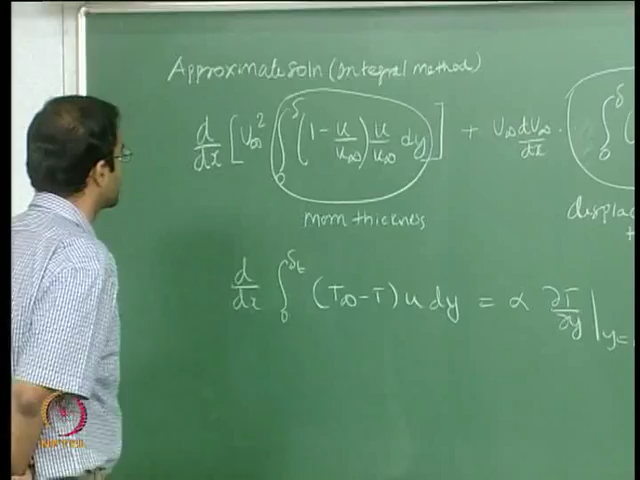 Approximate soln (Integral method)
d/dx [U∞² ∫₀^δ (1 - u/u∞) u/u∞ dy] + U∞ dU∞/dx · ∫₀^δ (
mom thickness
displac
d/dx ∫₀^δt (T∞ - T) u dy = α ∂T/∂y |y=